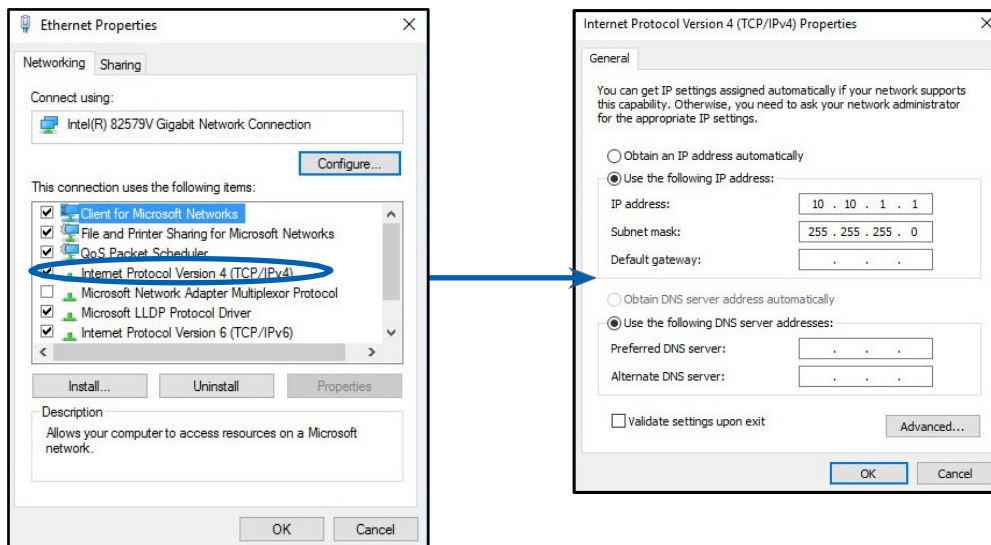 Ethernet Properties
Networking
Sharing
Connect using:
Intel(R) 82579V Gigabit Network Connection
Configure...
This connection uses the following items:
Client for Microsoft Networks
File and Printer Sharing for Microsoft Networks
QoS Packet Scheduler
Internet Protocol Version 4 (TCP/IPv4)
Microsoft Network Adapter Multiplexor Protocol
Microsoft LLDP Protocol Driver
Internet Protocol Version 6 (TCP/IPv6)
Install...
Uninstall
Properties
Description
Allows your computer to access resources on a Microsoft
network.
OK
Cancel
Internet Protocol Version 4 (TCP/IPv4) Properties
General
You can get IP settings assigned automatically if your network supports
this capability. Otherwise, you need to ask your network administrator
for the appropriate IP settings.
Obtain an IP address automatically
Use the following IP address:
IP address: 10 . 10 . 1 . 1
Subnet mask: 255 . 255 . 255 . 0
Default gateway: . . .
Obtain DNS server address automatically
Use the following DNS server addresses:
Preferred DNS server: . . .
Alternate DNS server: . . .
Validate settings upon exit
Advanced...
OK
Cancel